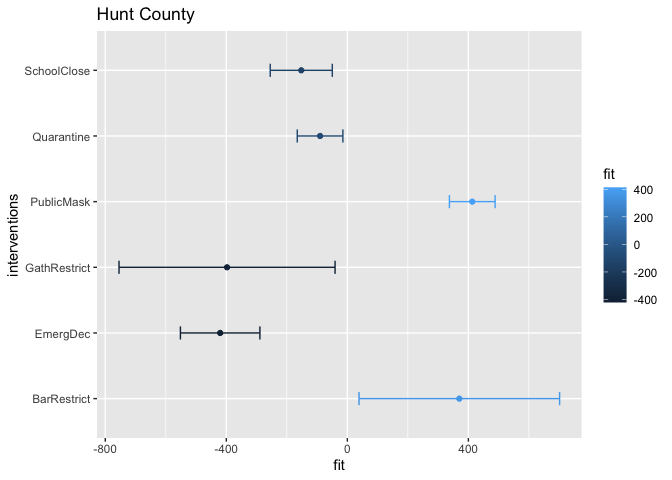 Hunt County
SchoolClose
Quarantine
PublicMask
GathRestrict
EmergDec
BarRestrict
interventions
-800
-400
0
400
fit
fit
400
200
0
-200
-400